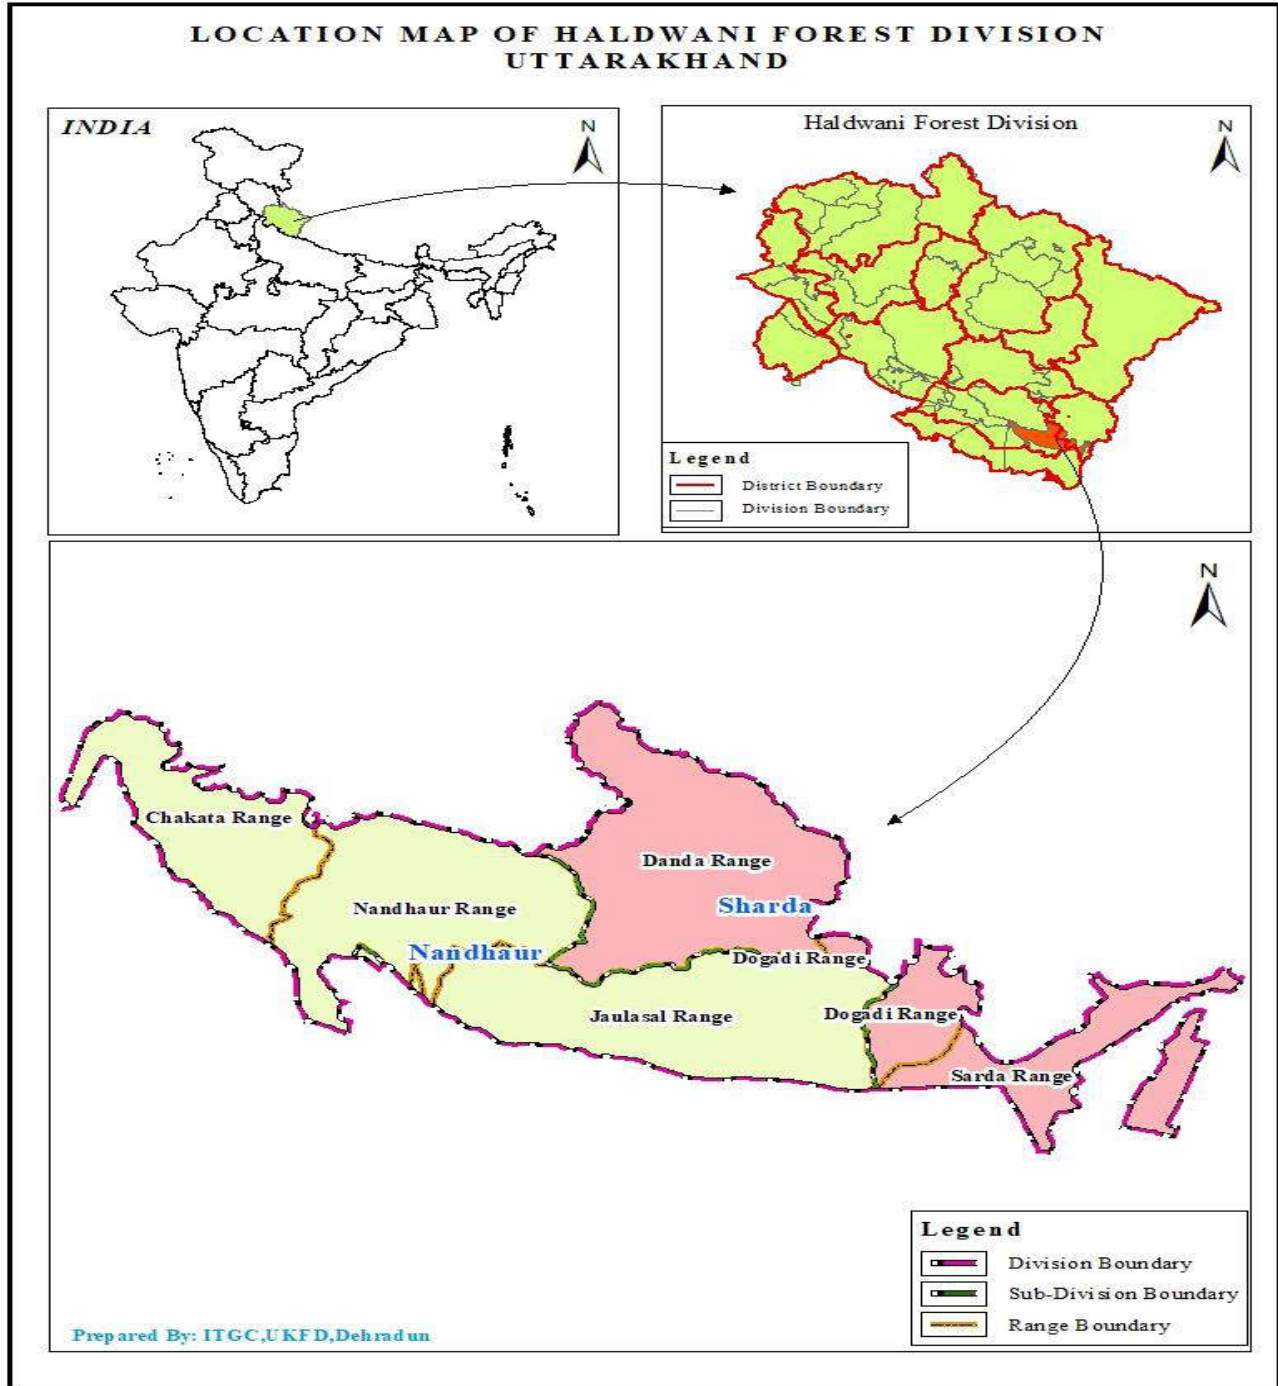 LOCATION MAP OF HALDWANI FOREST DIVISION
UTTARAKHAND
INDIA
N
Haldwani Forest Division
N
Legend
District Boundary
Division Boundary
N
Chakata Range
Danda Range
Sharda
Nandhaur Range
Nandhaur
Dogadi Range
Jaulasal Range
Dogadi Range
Sarda Range
Legend
Division Boundary
Sub-Division Boundary
Range Boundary
Prepared By: ITGC,UKFD,Dehradun